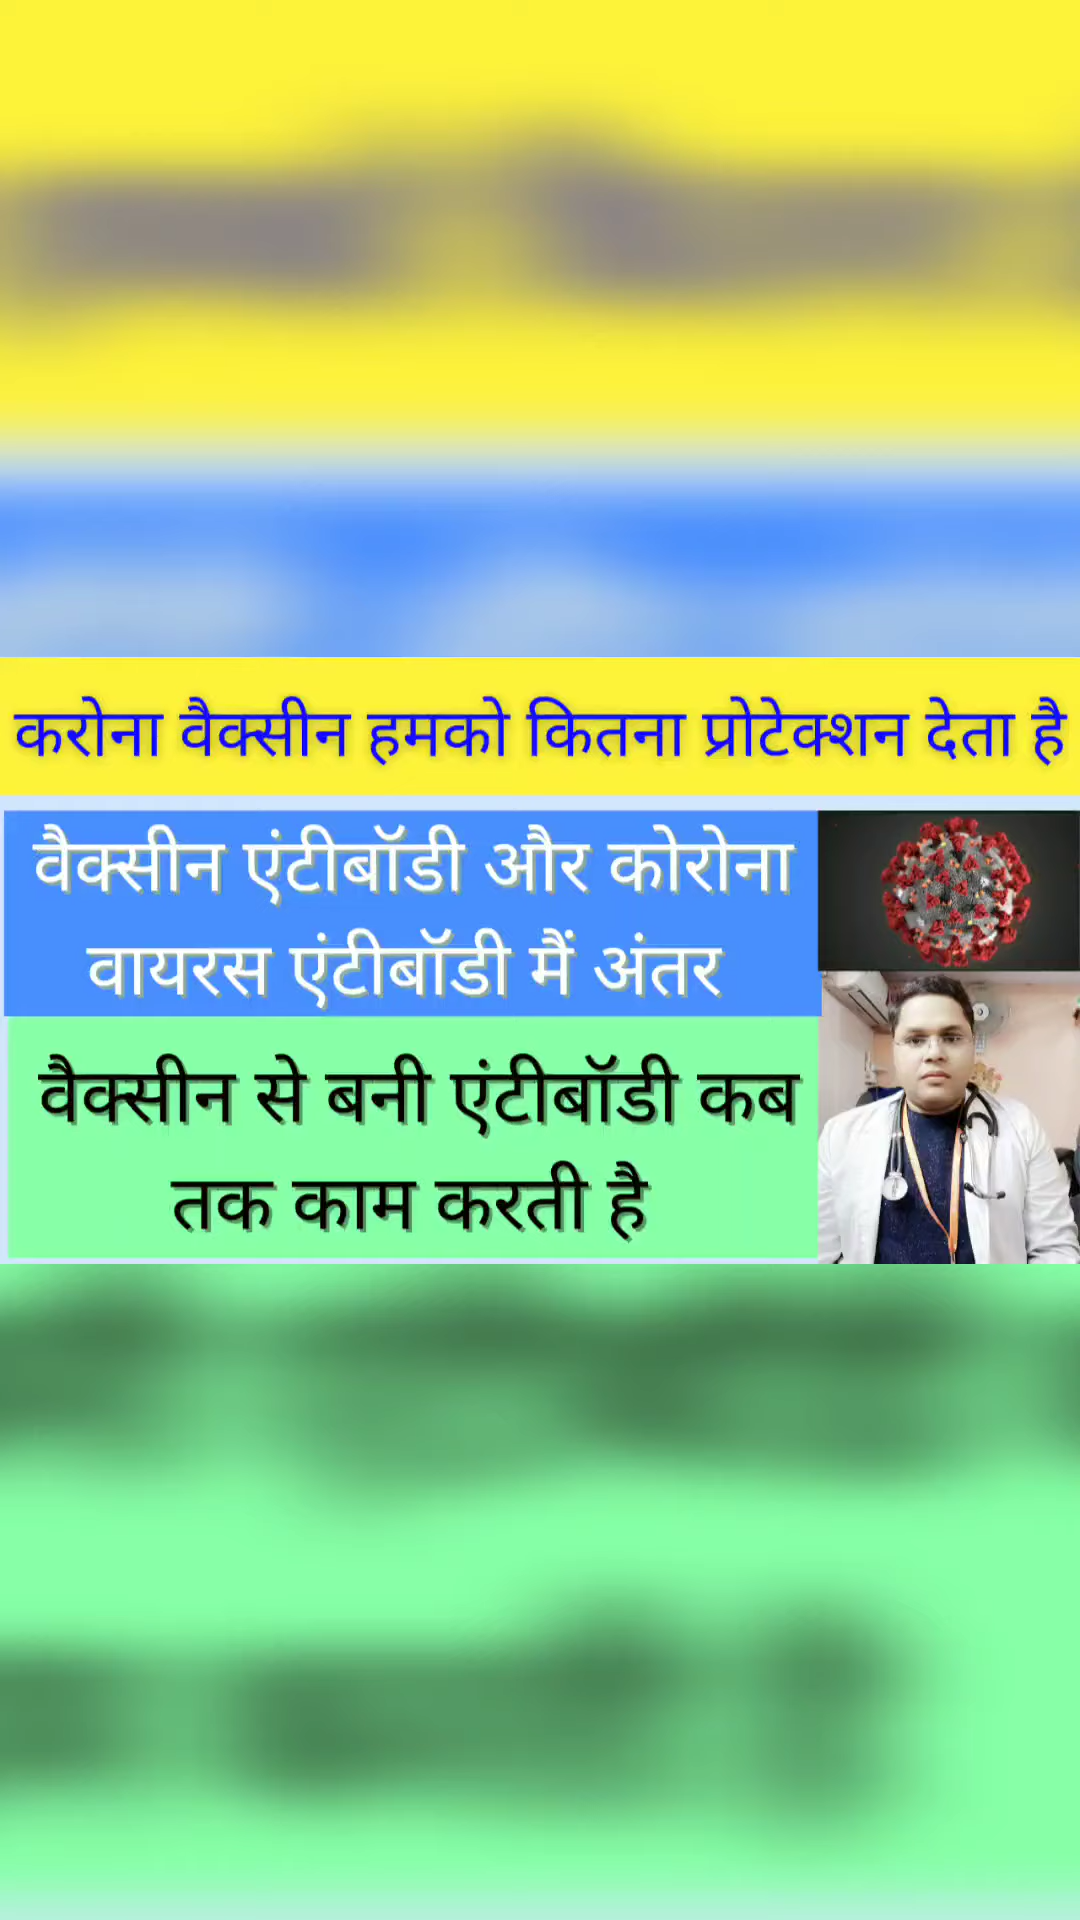 करोना वैक्सीन हमको कितना प्रोटेक्शन देता है
वैक्सीन एंटीबॉडी और कोरोना
वायरस एंटीबॉडी मैं अंतर
वैक्सीन से बनी एंटीबॉडी कब
तक काम करती है